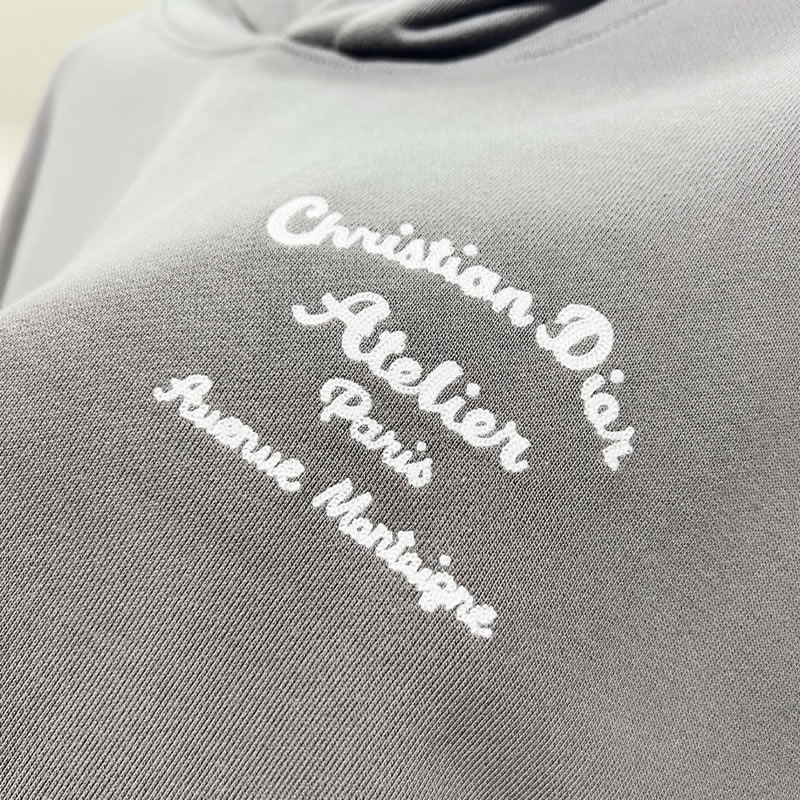 Christian Dior
Atelier
Paris
Avenue Montaigne